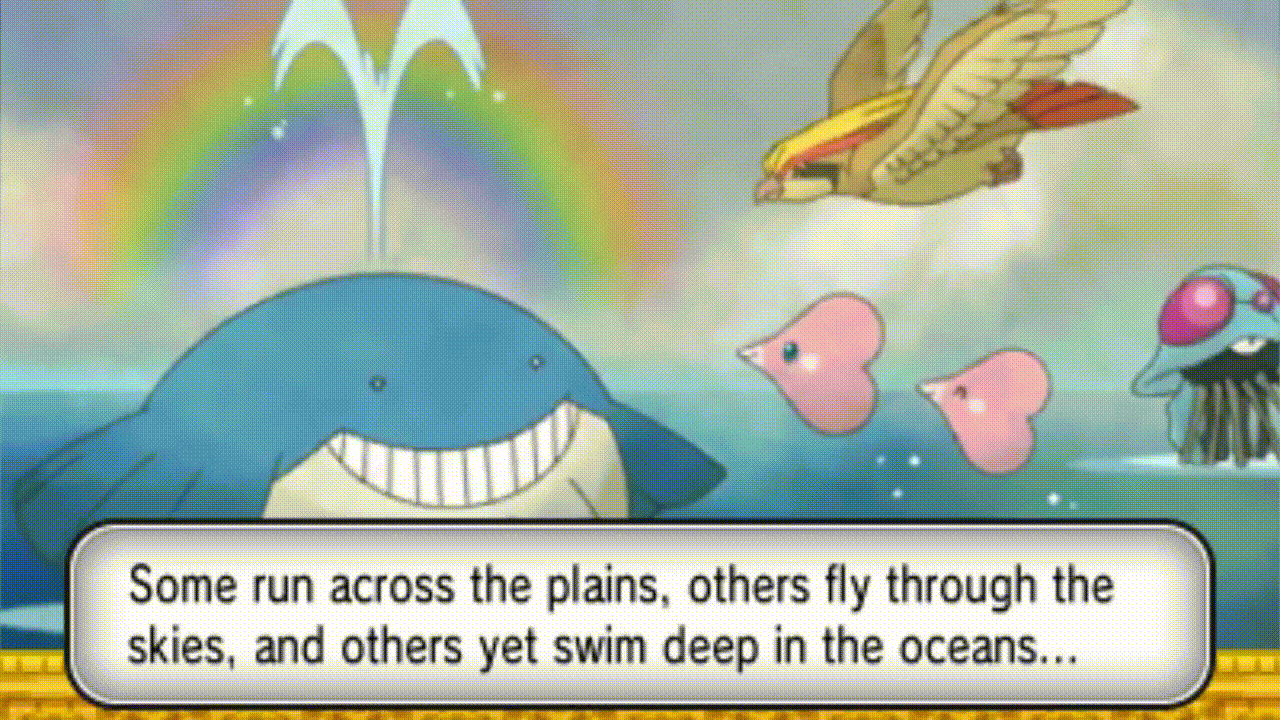 Some run across the plains, others fly through the
skies, and others yet swim deep in the oceans...